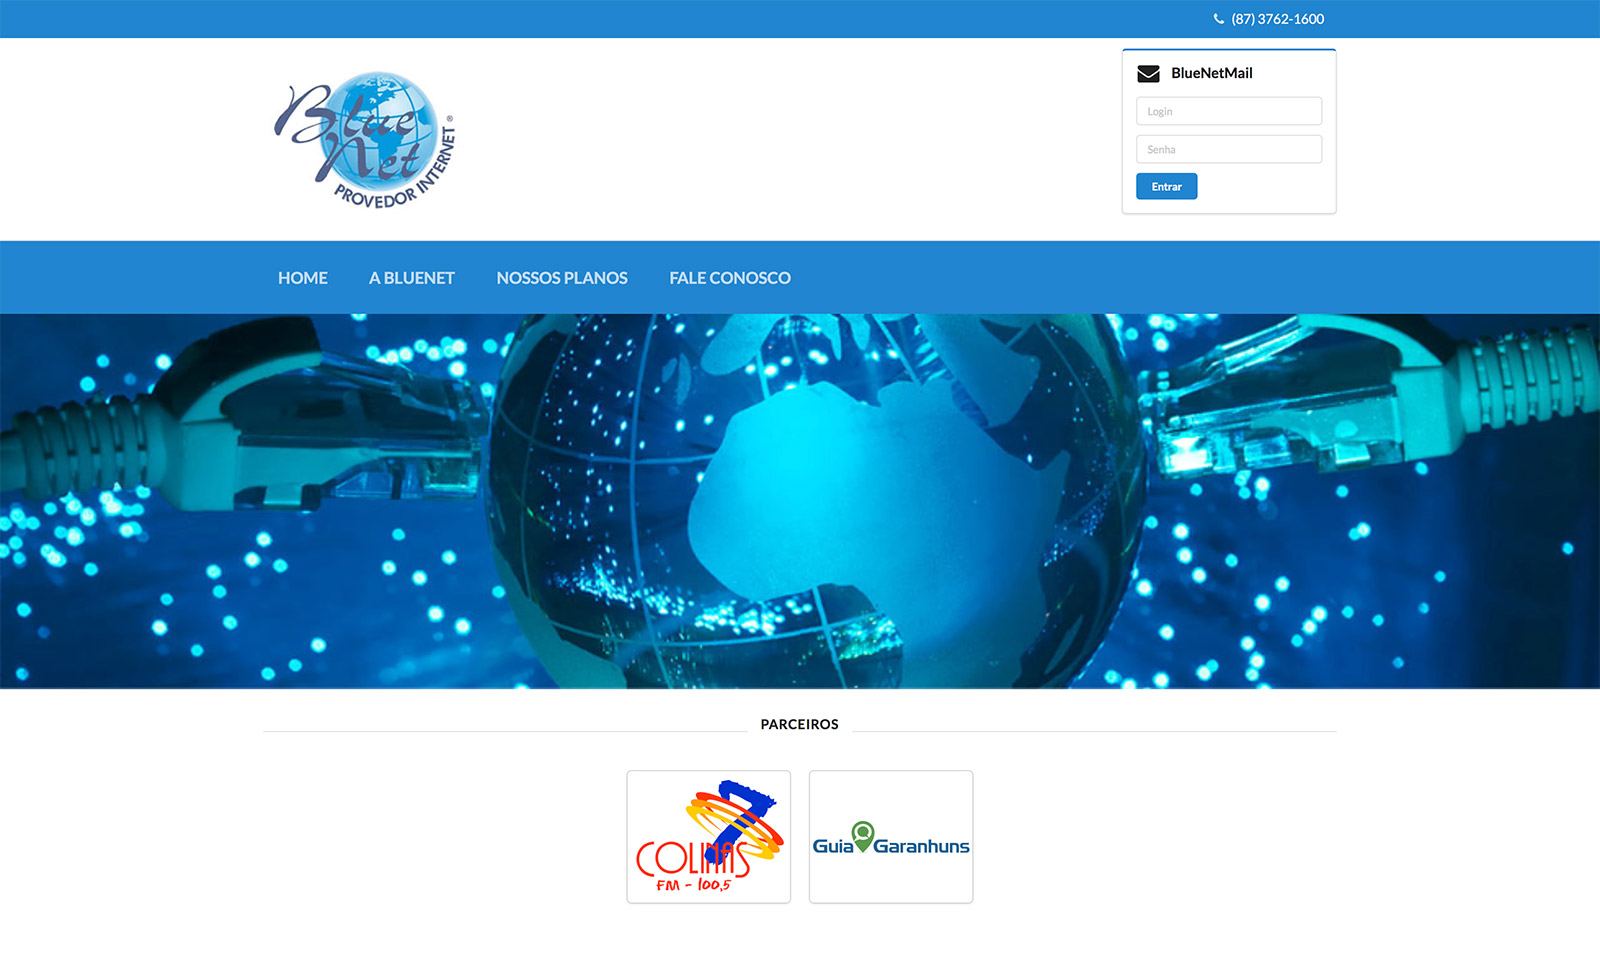 (87) 3762-1600
Blue
Net
PROVEDOR INTERNET
®
BlueNetMail
Login
Senha
Entrar
HOME
A BLUENET
NOSSOS PLANOS
FALE CONOSCO
PARCEIROS
7
COLINAS
FM - 100,5
Guia Garanhuns